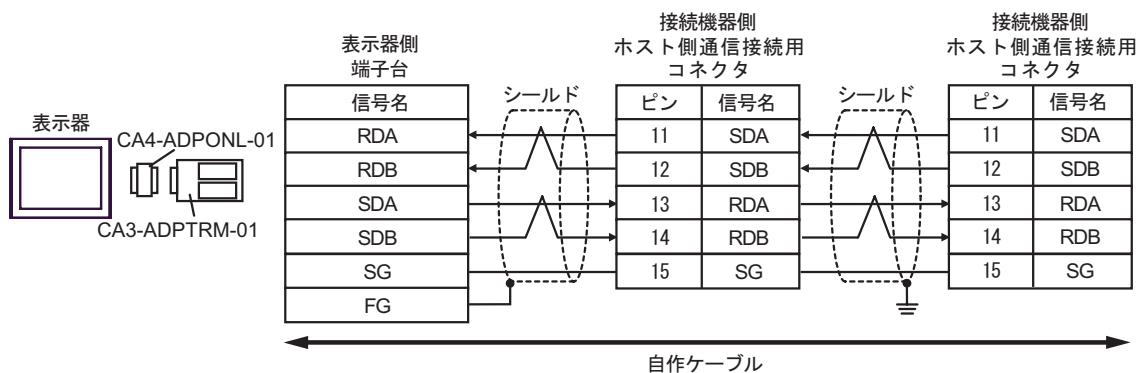 表示器
CA4-ADPONL-01
CA3-ADPTRM-01
表示器側
端子台
信号名
RDA
RDB
SDA
SDB
SG
FG
シールド
接続機器側
ホスト側通信接続用
コネクタ
ピン 信号名
11 SDA
12 SDB
13 RDA
14 RDB
15 SG
シールド
接続機器側
ホスト側通信接続用
コネクタ
ピン 信号名
11 SDA
12 SDB
13 RDA
14 RDB
15 SG
自作ケーブル